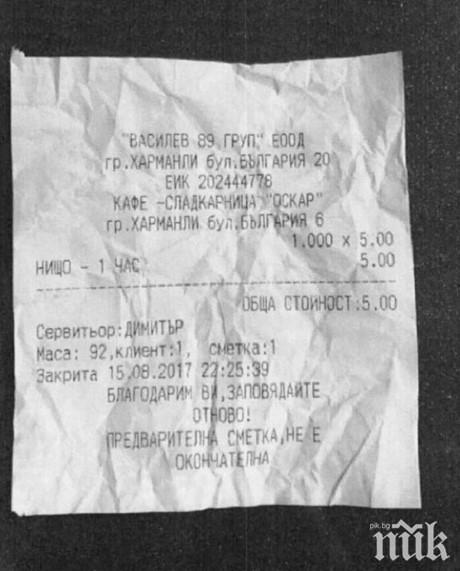 "ВАСИЛЕВ 89 ГРУП" ЕООД
гр.ХАРМАНЛИ бул.БЪЛГАРИЯ 20
ЕИК 202444778
КАФЕ -СЛАДКАРНИЦА "ОСКАР"
гр.ХАРМАНЛИ бул.БЪЛГАРИЯ 6
1.000 x 5.00
НИЩО - 1 ЧАС 5.00
ОБЩА СТОЙНОСТ:5.00
Сервитьор:ДИМИТЪР
Маса: 92,клиент:1, сметка:1
Закрита 15.08.2017 22:25:39
БЛАГОДАРИМ ВИ,ЗАПОВЯДАЙТЕ
ОТНОВО!
ПРЕДВАРИТЕЛНА СМЕТКА,НЕ Е
ОКОНЧАТЕЛНА
pik.bg
пик